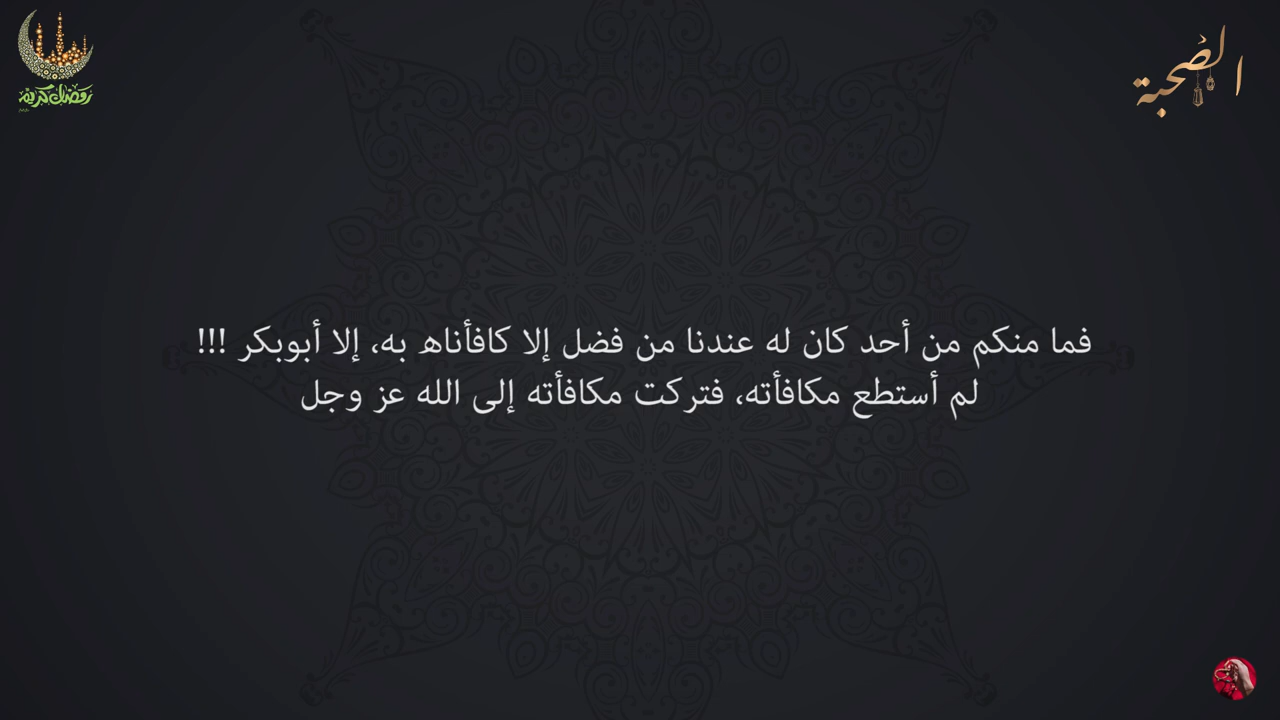 رمضان كريم
الصحبة
فما منكم من أحد كان له عندنا من فضل إلا كافأناه به، إلا أبوبكر !!!
لم أستطع مكافأته، فتركت مكافأته إلى الله عز وجل